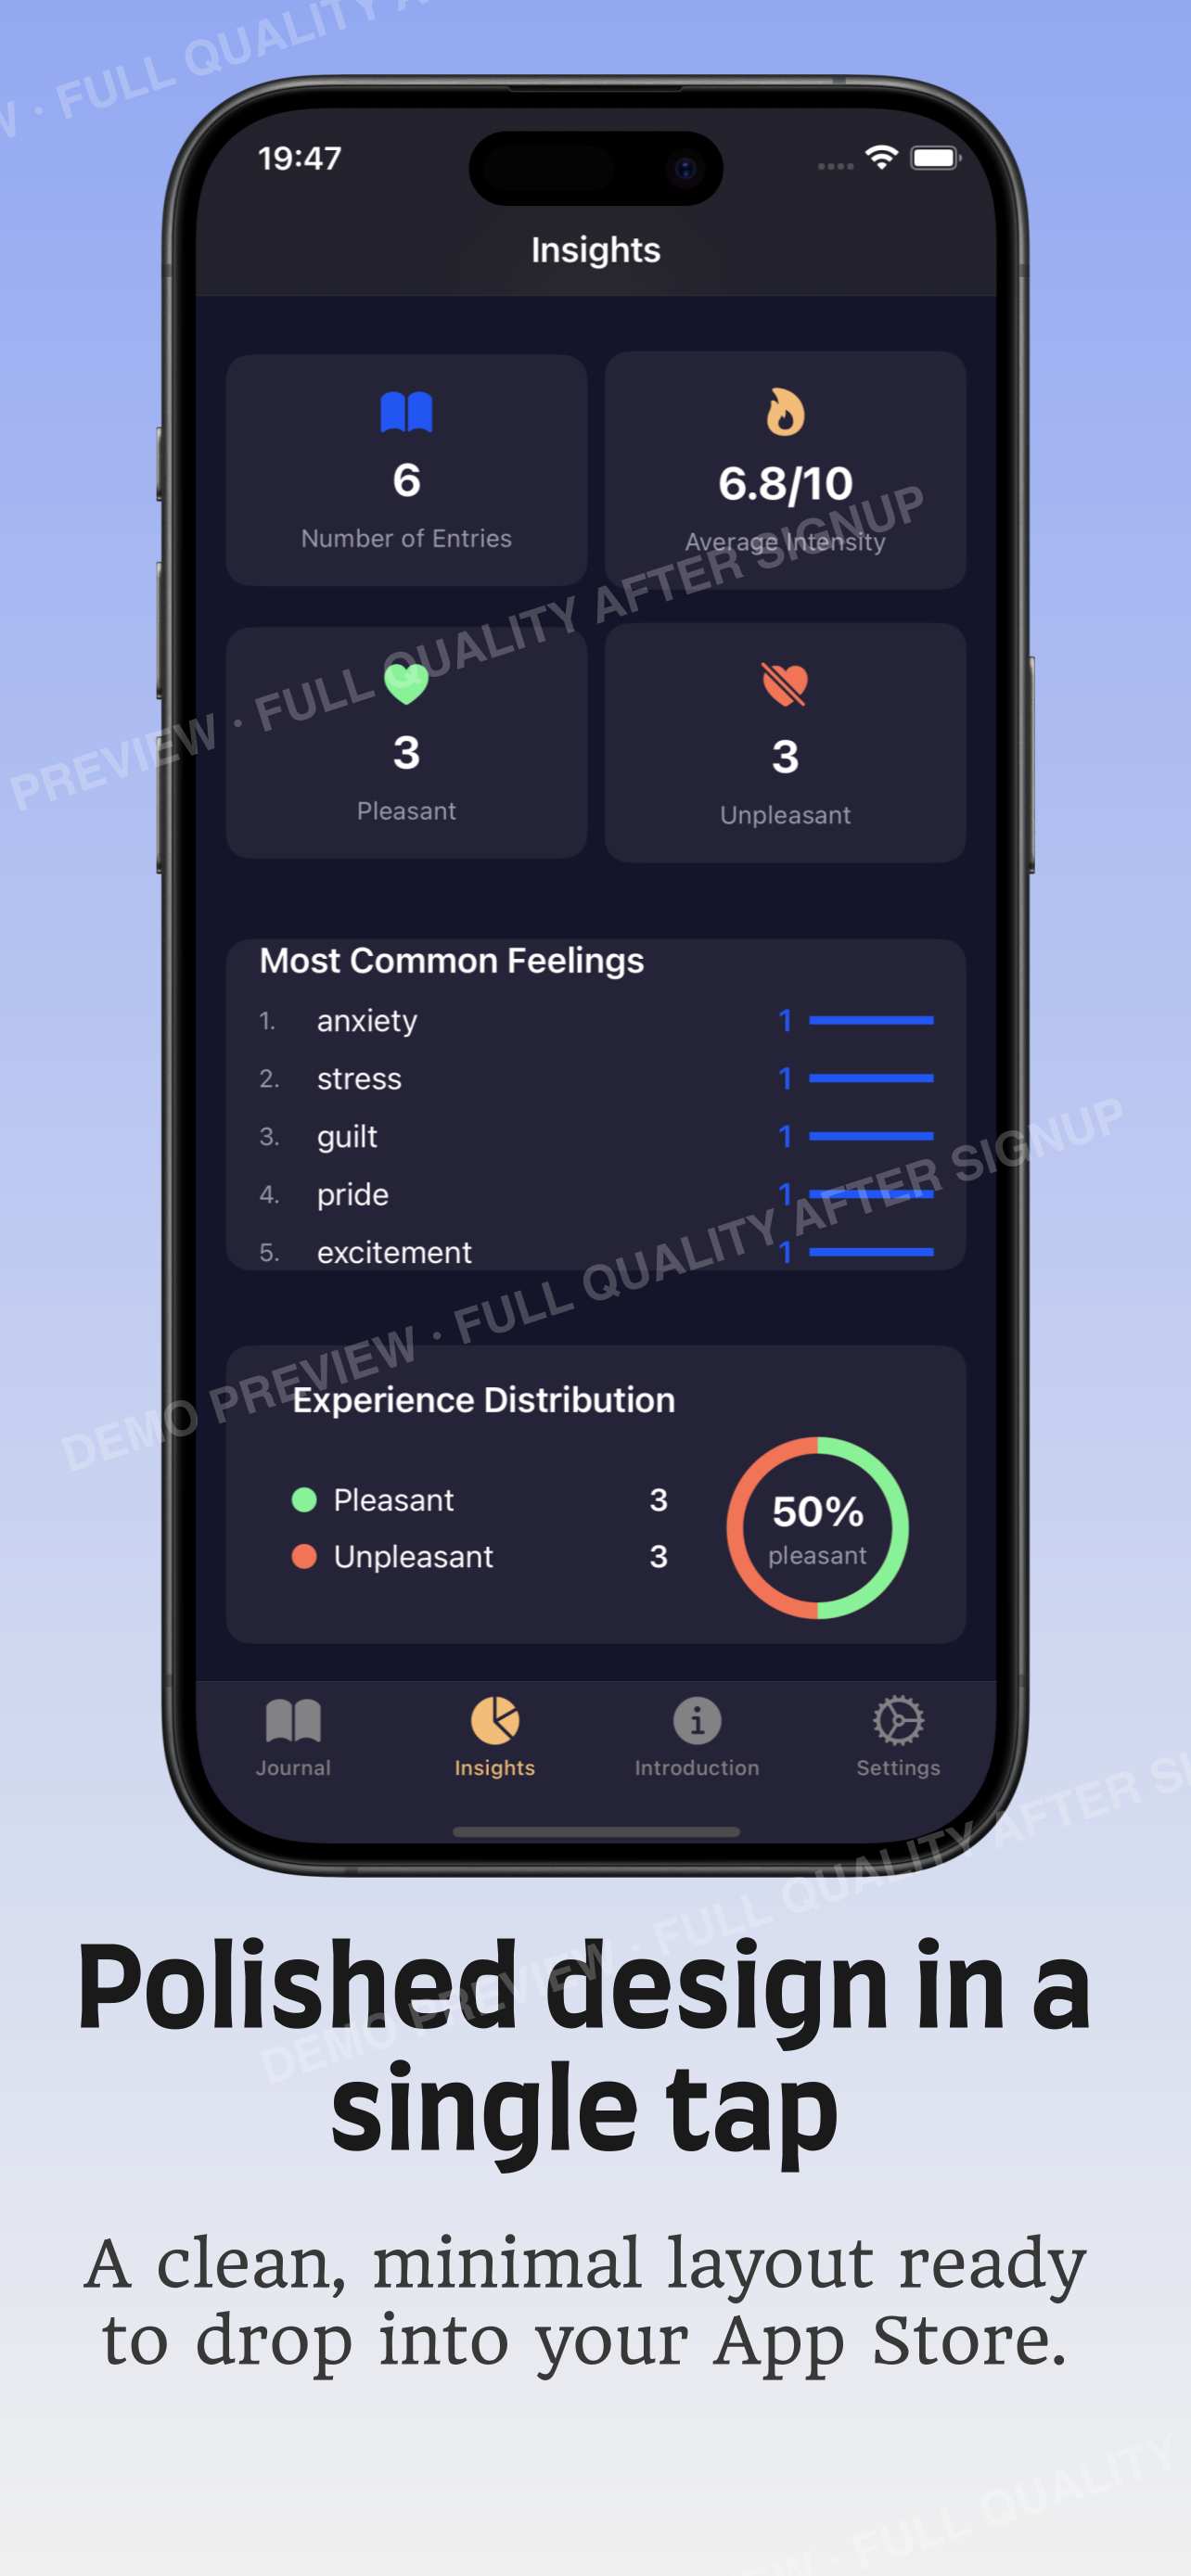 W · FULL QUALITY A
19:47
Insights
6
Number of Entries
6.8/10
Average Intensity
3
Pleasant
3
Unpleasant
PREVIEW · FULL QUALITY AFTER SIGNUP
Most Common Feelings
1. anxiety 1
2. stress 1
3. guilt 1
4. pride 1
5. excitement 1
DEMO PREVIEW · FULL QUALITY AFTER SIGNUP
Experience Distribution
Pleasant 3
Unpleasant 3
50%
pleasant
Journal
Insights
Introduction
Settings
DEMO PREVIEW · FULL QUALITY AFTER SI
Polished design in a
single tap
A clean, minimal layout ready
to drop into your App Store.
EW · FULL QUALITY